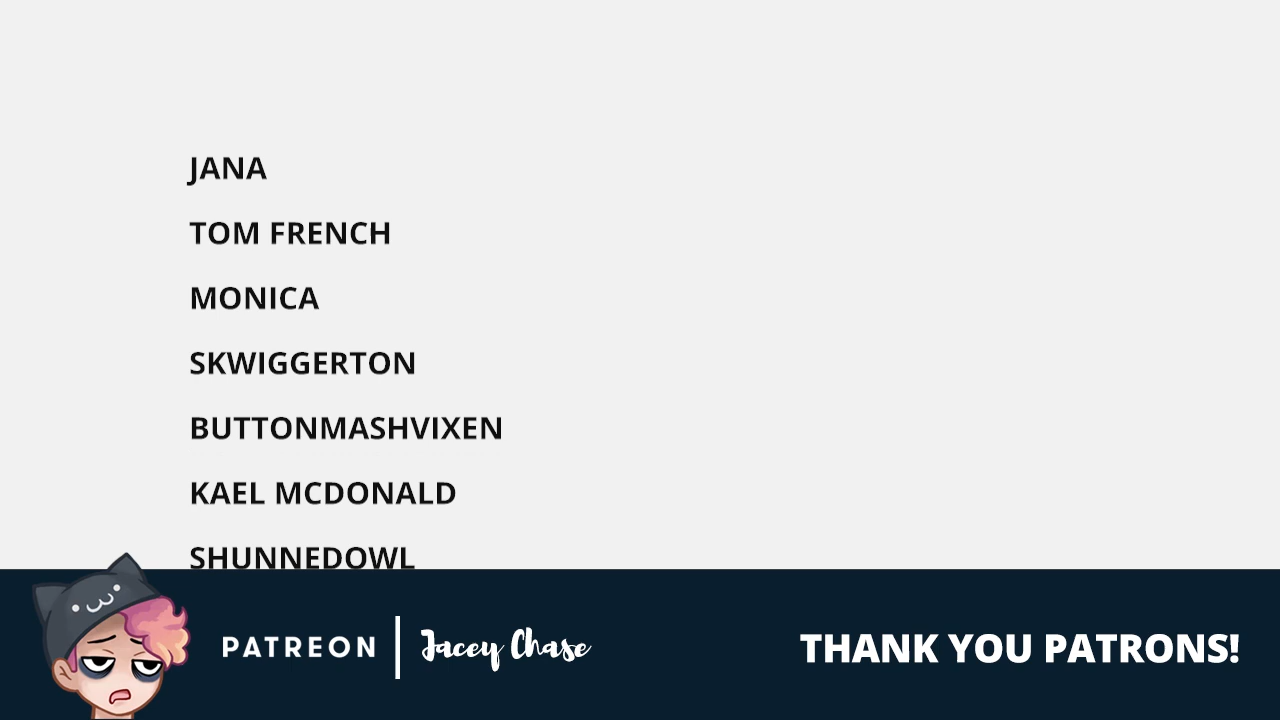 JANA
TOM FRENCH
MONICA
SKWIGGERTON
BUTTONMASHVIXEN
KAEL MCDONALD
SHUNNEDOWL
PATREON | Jacey Chase
THANK YOU PATRONS!